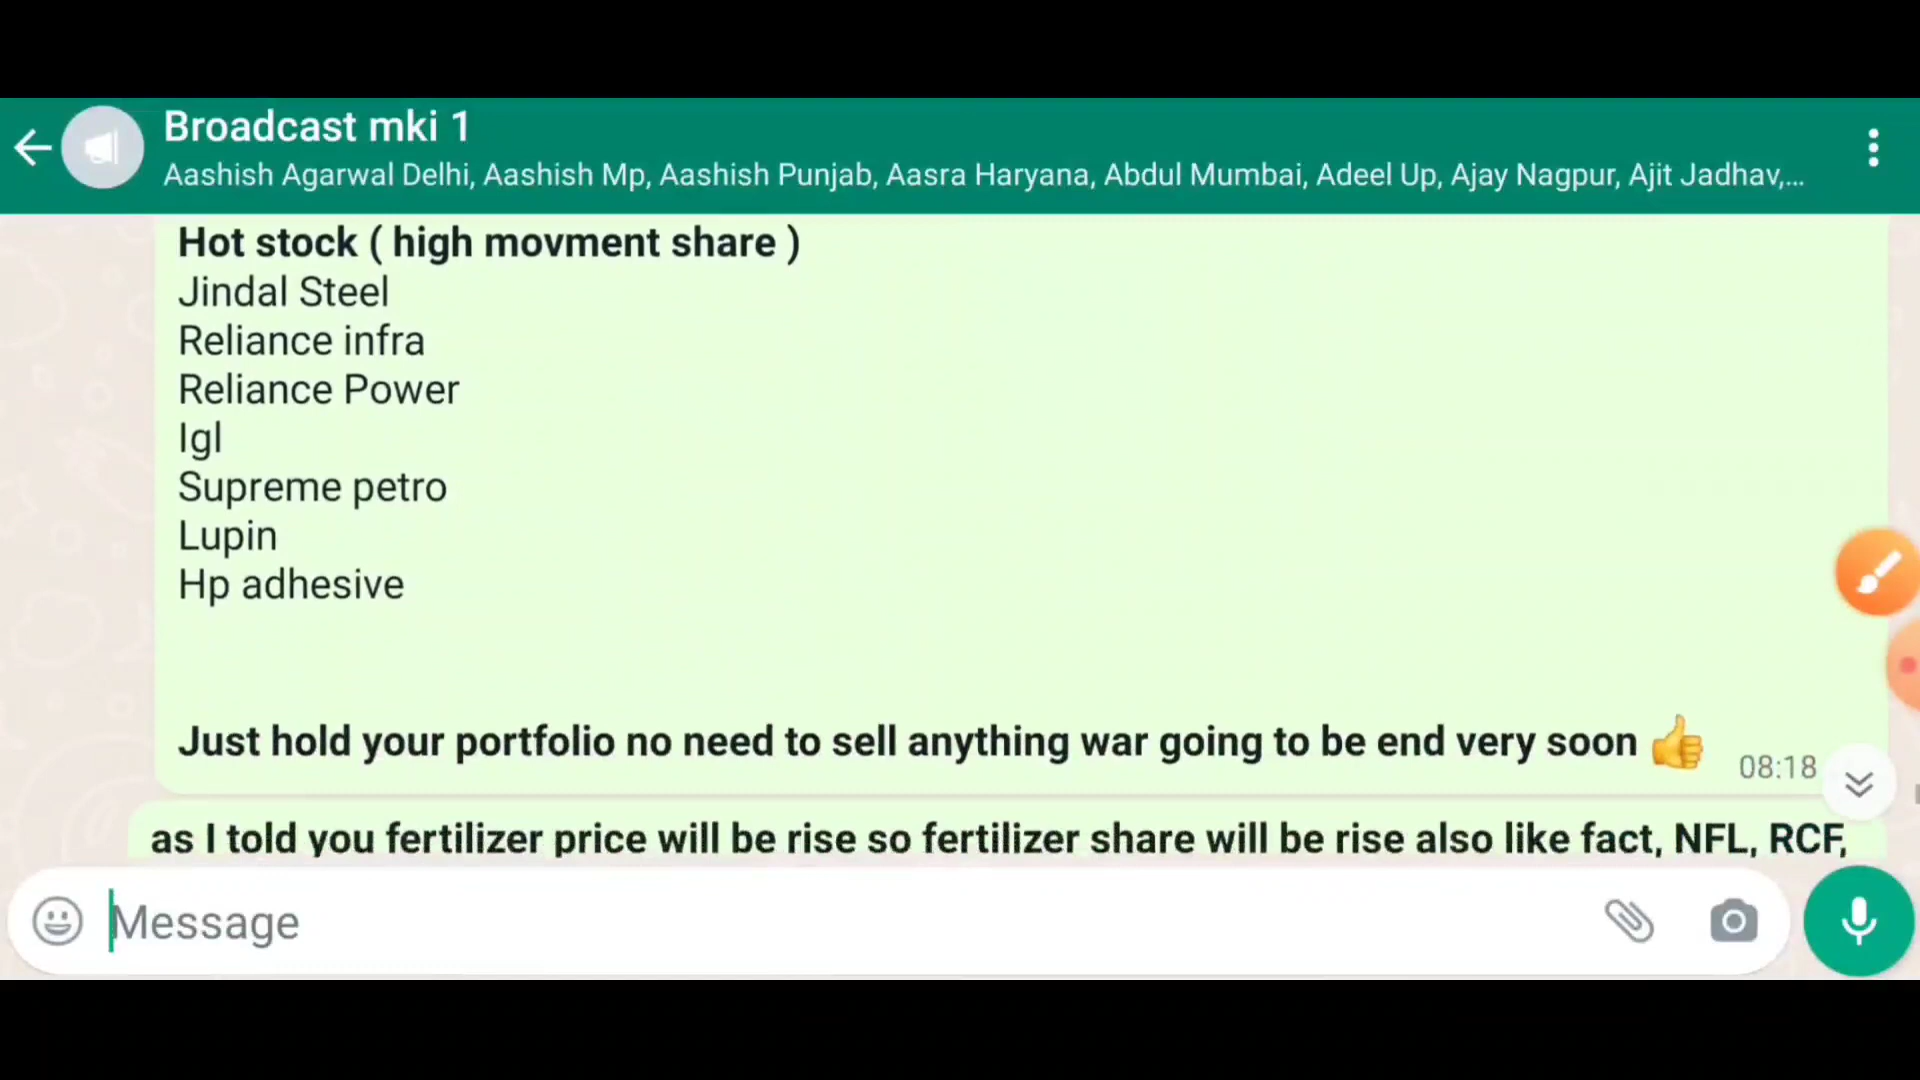 Broadcast mki 1
Aashish Agarwal Delhi, Aashish Mp, Aashish Punjab, Aasra Haryana, Abdul Mumbai, Adeel Up, Ajay Nagpur, Ajit Jadhav,...
Hot stock ( high movment share )
Jindal Steel
Reliance infra
Reliance Power
Igl
Supreme petro
Lupin
Hp adhesive
Just hold your portfolio no need to sell anything war going to be end very soon 👍
08:18
as I told you fertilizer price will be rise so fertilizer share will be rise also like fact, NFL, RCF,
Message